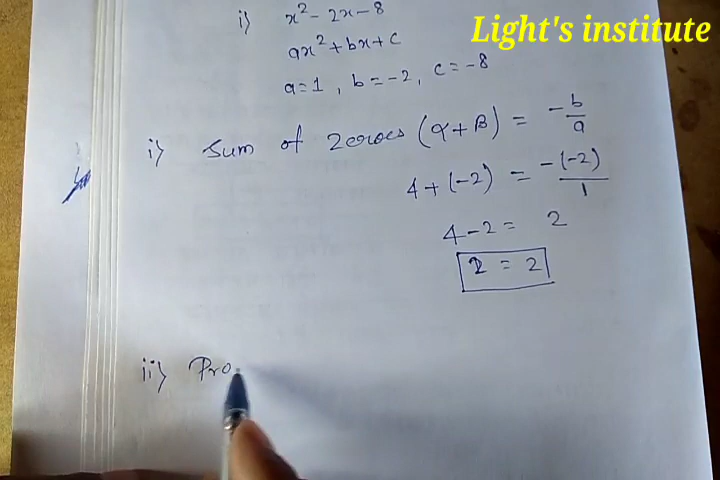 Light's institute
i) x² - 2x - 8
ax² + bx + c
a = 1, b = -2, c = -8
i) Sum of Zeroes (α + β) = -b/a
4 + (-2) = -(-2)/1
4 - 2 = 2
2 = 2
ii) Pro